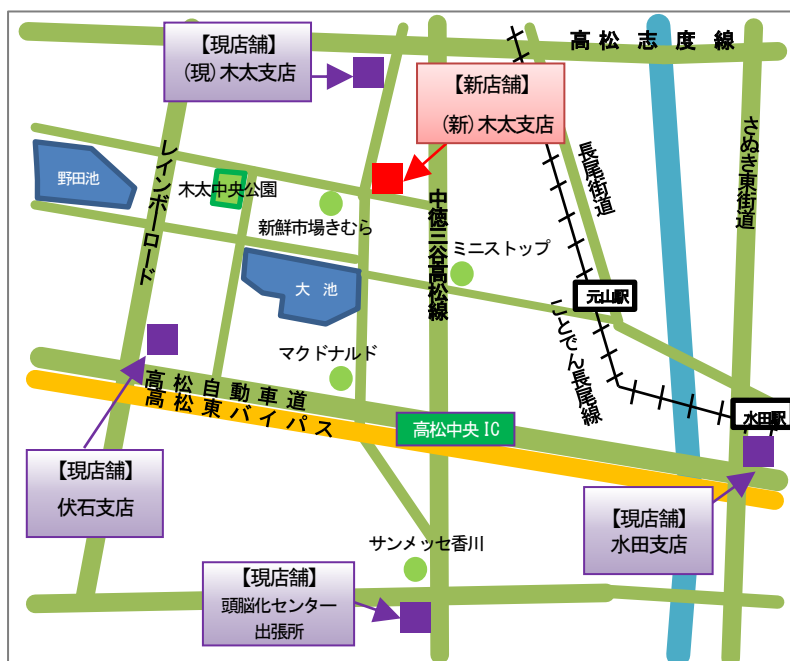 【現店舗】
(現)木太支店
高松志度線
【新店舗】
(新)木太支店
さぬき東街道
長尾街道
レインボーロード
野田池
木太中央公園
新鮮市場きむら
中徳三谷高松線
ミニストップ
大 池
元山駅
ことでん長尾線
マクドナルド
高松自動車道
高松東バイパス
高松中央IC
水田駅
【現店舗】
伏石支店
【現店舗】
水田支店
サンメッセ香川
【現店舗】
頭脳化センター
出張所